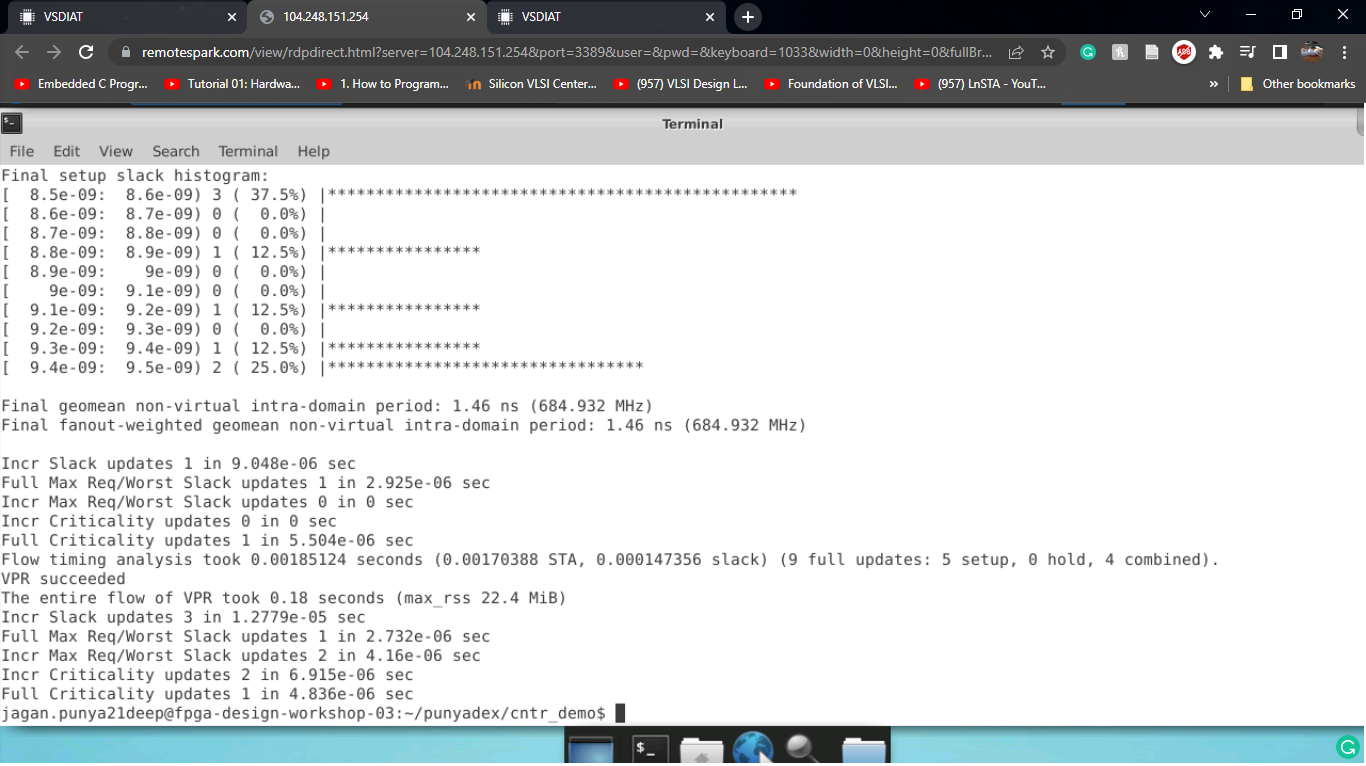 VSDIAT
104.248.151.254
VSDIAT
remotespark.com/view/rdpdirect.html?server=104.248.151.254&port=3389&user=&pwd=&keyboard=1033&width=0&height=0&fullBr...
Embedded C Progr...
Tutorial 01: Hardwa...
1. How to Program...
Silicon VLSI Center...
(957) VLSI Design L...
Foundation of VLSI...
(957) LnSTA - YouT...
»
Other bookmarks
Terminal
File Edit View Search Terminal Help
Final setup slack histogram:
[  8.5e-09:  8.6e-09) 3 ( 37.5%) |*************************************************
[  8.6e-09:  8.7e-09) 0 (  0.0%) |
[  8.7e-09:  8.8e-09) 0 (  0.0%) |
[  8.8e-09:  8.9e-09) 1 ( 12.5%) |****************
[  8.9e-09:    9e-09) 0 (  0.0%) |
[    9e-09:  9.1e-09) 0 (  0.0%) |
[  9.1e-09:  9.2e-09) 1 ( 12.5%) |****************
[  9.2e-09:  9.3e-09) 0 (  0.0%) |
[  9.3e-09:  9.4e-09) 1 ( 12.5%) |****************
[  9.4e-09:  9.5e-09) 2 ( 25.0%) |*********************************
Final geomean non-virtual intra-domain period: 1.46 ns (684.932 MHz)
Final fanout-weighted geomean non-virtual intra-domain period: 1.46 ns (684.932 MHz)
Incr Slack updates 1 in 9.048e-06 sec
Full Max Req/Worst Slack updates 1 in 2.925e-06 sec
Incr Max Req/Worst Slack updates 0 in 0 sec
Incr Criticality updates 0 in 0 sec
Full Criticality updates 1 in 5.504e-06 sec
Flow timing analysis took 0.00185124 seconds (0.00170388 STA, 0.000147356 slack) (9 full updates: 5 setup, 0 hold, 4 combined).
VPR succeeded
The entire flow of VPR took 0.18 seconds (max_rss 22.4 MiB)
Incr Slack updates 3 in 1.2779e-05 sec
Full Max Req/Worst Slack updates 1 in 2.732e-06 sec
Incr Max Req/Worst Slack updates 2 in 4.16e-06 sec
Incr Criticality updates 2 in 6.915e-06 sec
Full Criticality updates 1 in 4.836e-06 sec
jagan.punya21deep@fpga-design-workshop-03:~/punyadex/cntr_demo$